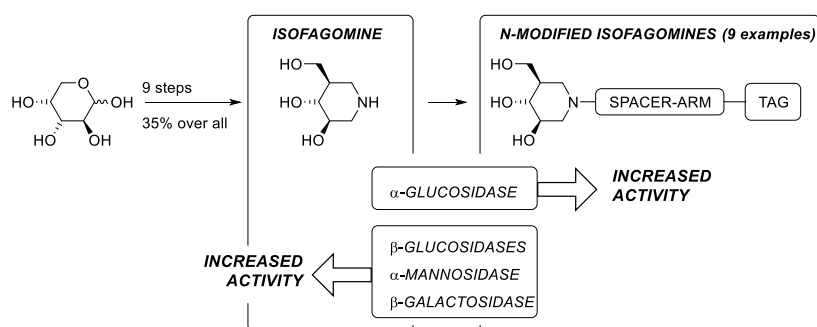 ISOFAGOMINE
N-MODIFIED ISOFAGOMINES (9 examples)
O
OH
HO
HO
OH
9 steps
35% over all
HO
HO
NH
HO
HO
HO
N
HO
SPACER-ARM
TAG
α-GLUCOSIDASE
INCREASED
ACTIVITY
INCREASED
ACTIVITY
β-GLUCOSIDASES
α-MANNOSIDASE
β-GALACTOSIDASE